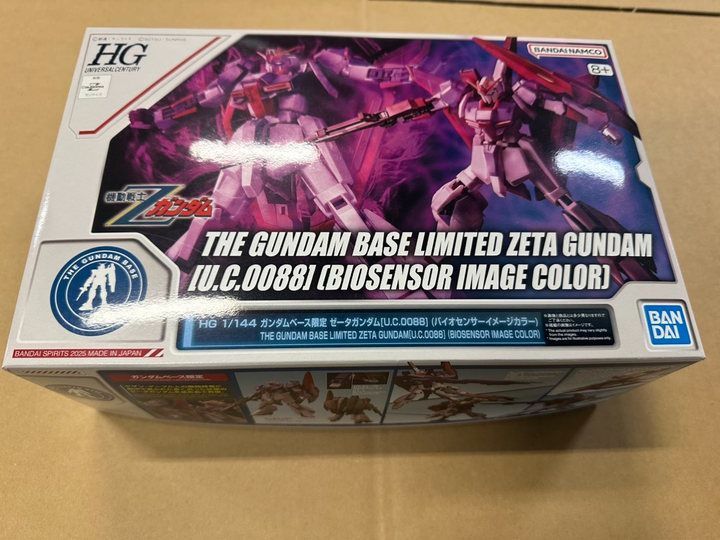 HG
UNIVERSAL CENTURY
BANDAI NAMCO
8+
機動戦士
Ζガンダム
THE GUNDAM BASE
THE GUNDAM BASE LIMITED ZETA GUNDAM
[U.C.0088] (BIOSENSOR IMAGE COLOR)
HG 1/144 ガンダムベース限定 ゼータガンダム[U.C.0088] (バイオセンサーイメージカラー)
THE GUNDAM BASE LIMITED ZETA GUNDAM[U.C.0088] (BIOSENSOR IMAGE COLOR)
BAN
DAI
BANDAI SPIRITS 2025 MADE IN JAPAN
ガンダムベース限定